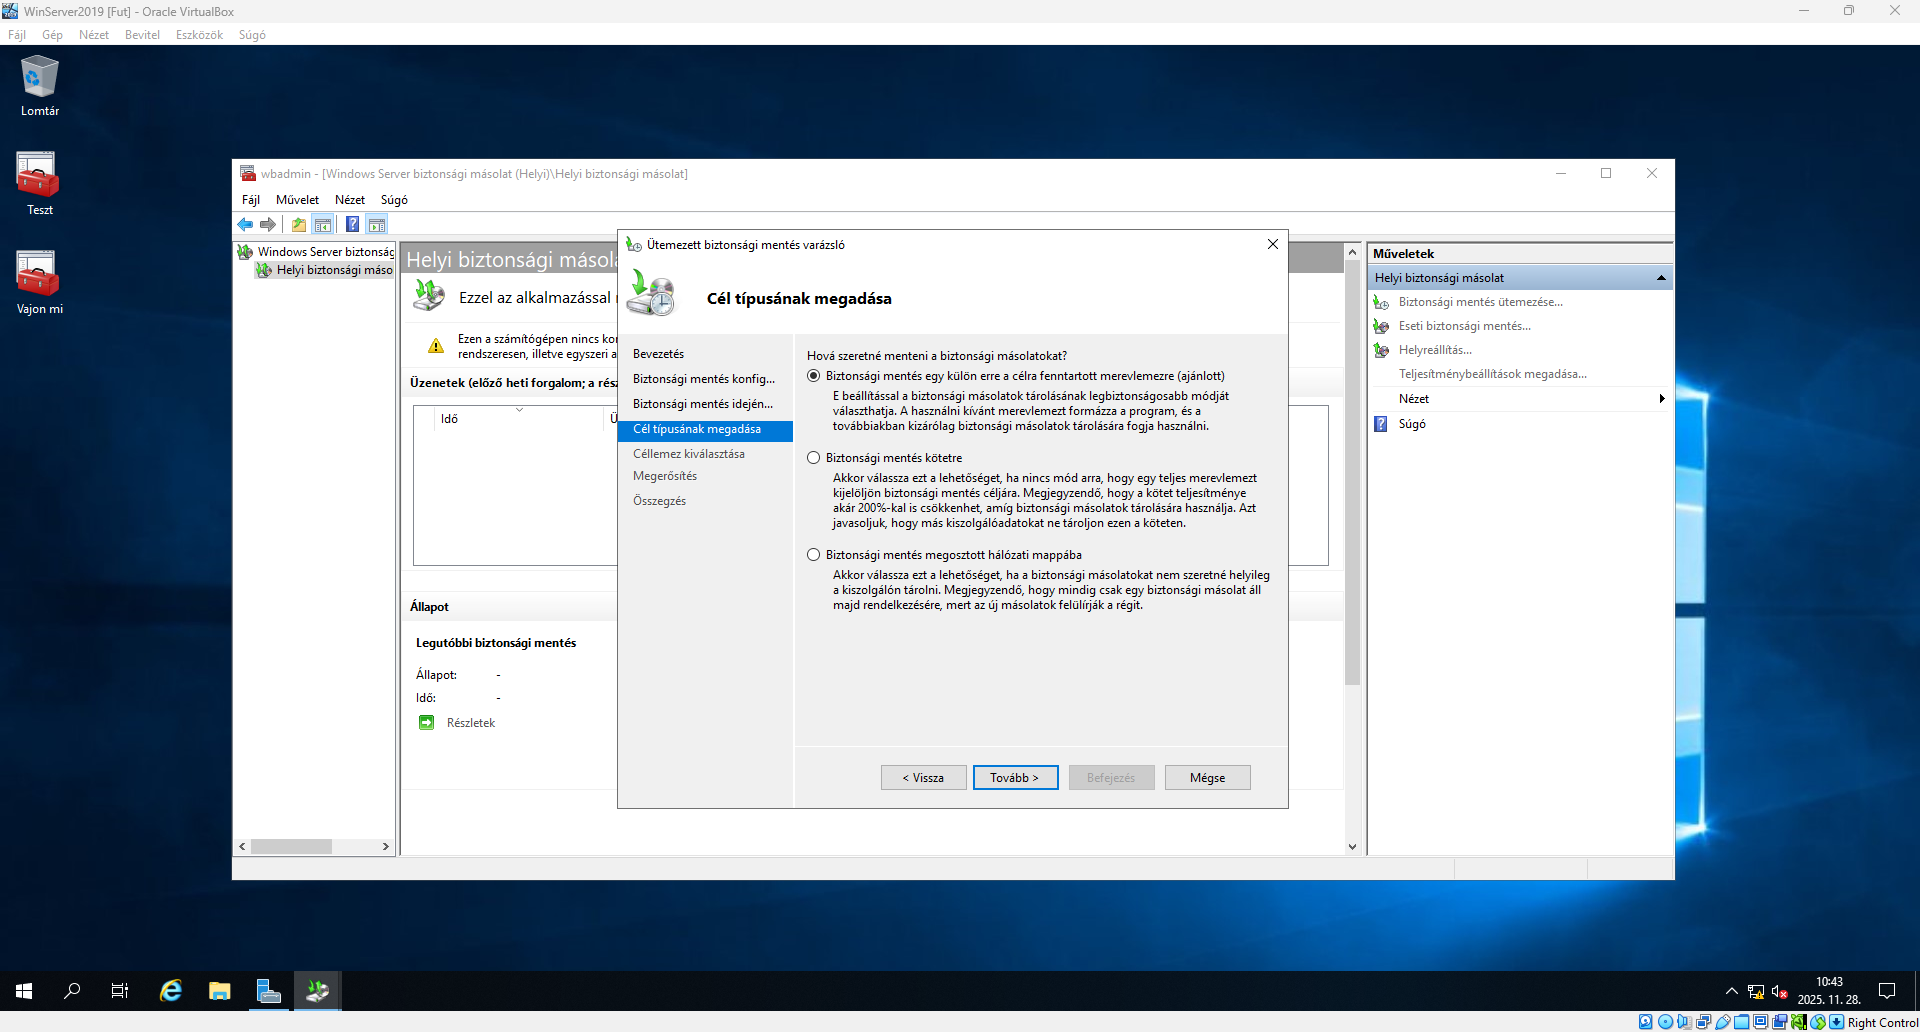 WinServer2019 [Fut] - Oracle VirtualBox
Fájl Gép Nézet Bevitel Eszközök Súgó
Lomtár
Teszt
Vajon mi
wbadmin - [Windows Server biztonsági másolat (Helyi)\Helyi biztonsági másolat]
Fájl Művelet Nézet Súgó
Windows Server biztonság
Helyi biztonsági máso
Helyi biztonsági másola
Ezzel az alkalmazással
Ezen a számítógépen nincs kor
rendszeresen, illetve egyszeri a
Üzenetek (előző heti forgalom; a rész
Idő
Állapot
Legutóbbi biztonsági mentés
Állapot: -
Idő: -
Részletek
Ütemezett biztonsági mentés varázsló
Cél típusának megadása
Bevezetés
Biztonsági mentés konfig...
Biztonsági mentés idején...
Cél típusának megadása
Céllemez kiválasztása
Megerősítés
Összegzés
Hová szeretné menteni a biztonsági másolatokat?
Biztonsági mentés egy külön erre a célra fenntartott merevlemezre (ajánlott)
E beállítással a biztonsági másolatok tárolásának legbiztonságosabb módját
választhatja. A használni kívánt merevlemezt formázza a program, és a
továbbiakban kizárólag biztonsági másolatok tárolására fogja használni.
Biztonsági mentés kötetre
Akkor válassza ezt a lehetőséget, ha nincs mód arra, hogy egy teljes merevlemezt
kijelöljön biztonsági mentés céljára. Megjegyzendő, hogy a kötet teljesítménye
akár 200%-kal is csökkenhet, amíg biztonsági másolatok tárolására használja. Azt
javasoljuk, hogy más kiszolgálóadatokat ne tároljon ezen a köteten.
Biztonsági mentés megosztott hálózati mappába
Akkor válassza ezt a lehetőséget, ha a biztonsági másolatokat nem szeretné helyileg
a kiszolgálón tárolni. Megjegyzendő, hogy mindig csak egy biztonsági másolat áll
majd rendelkezésére, mert az új másolatok felülírják a régit.
< Vissza Tovább > Befejezés Mégse
Műveletek
Helyi biztonsági másolat
Biztonsági mentés ütemezése...
Eseti biztonsági mentés...
Helyreállítás...
Teljesítménybeállítások megadása...
Nézet
Súgó
10:43
2025. 11. 28.
Right Control